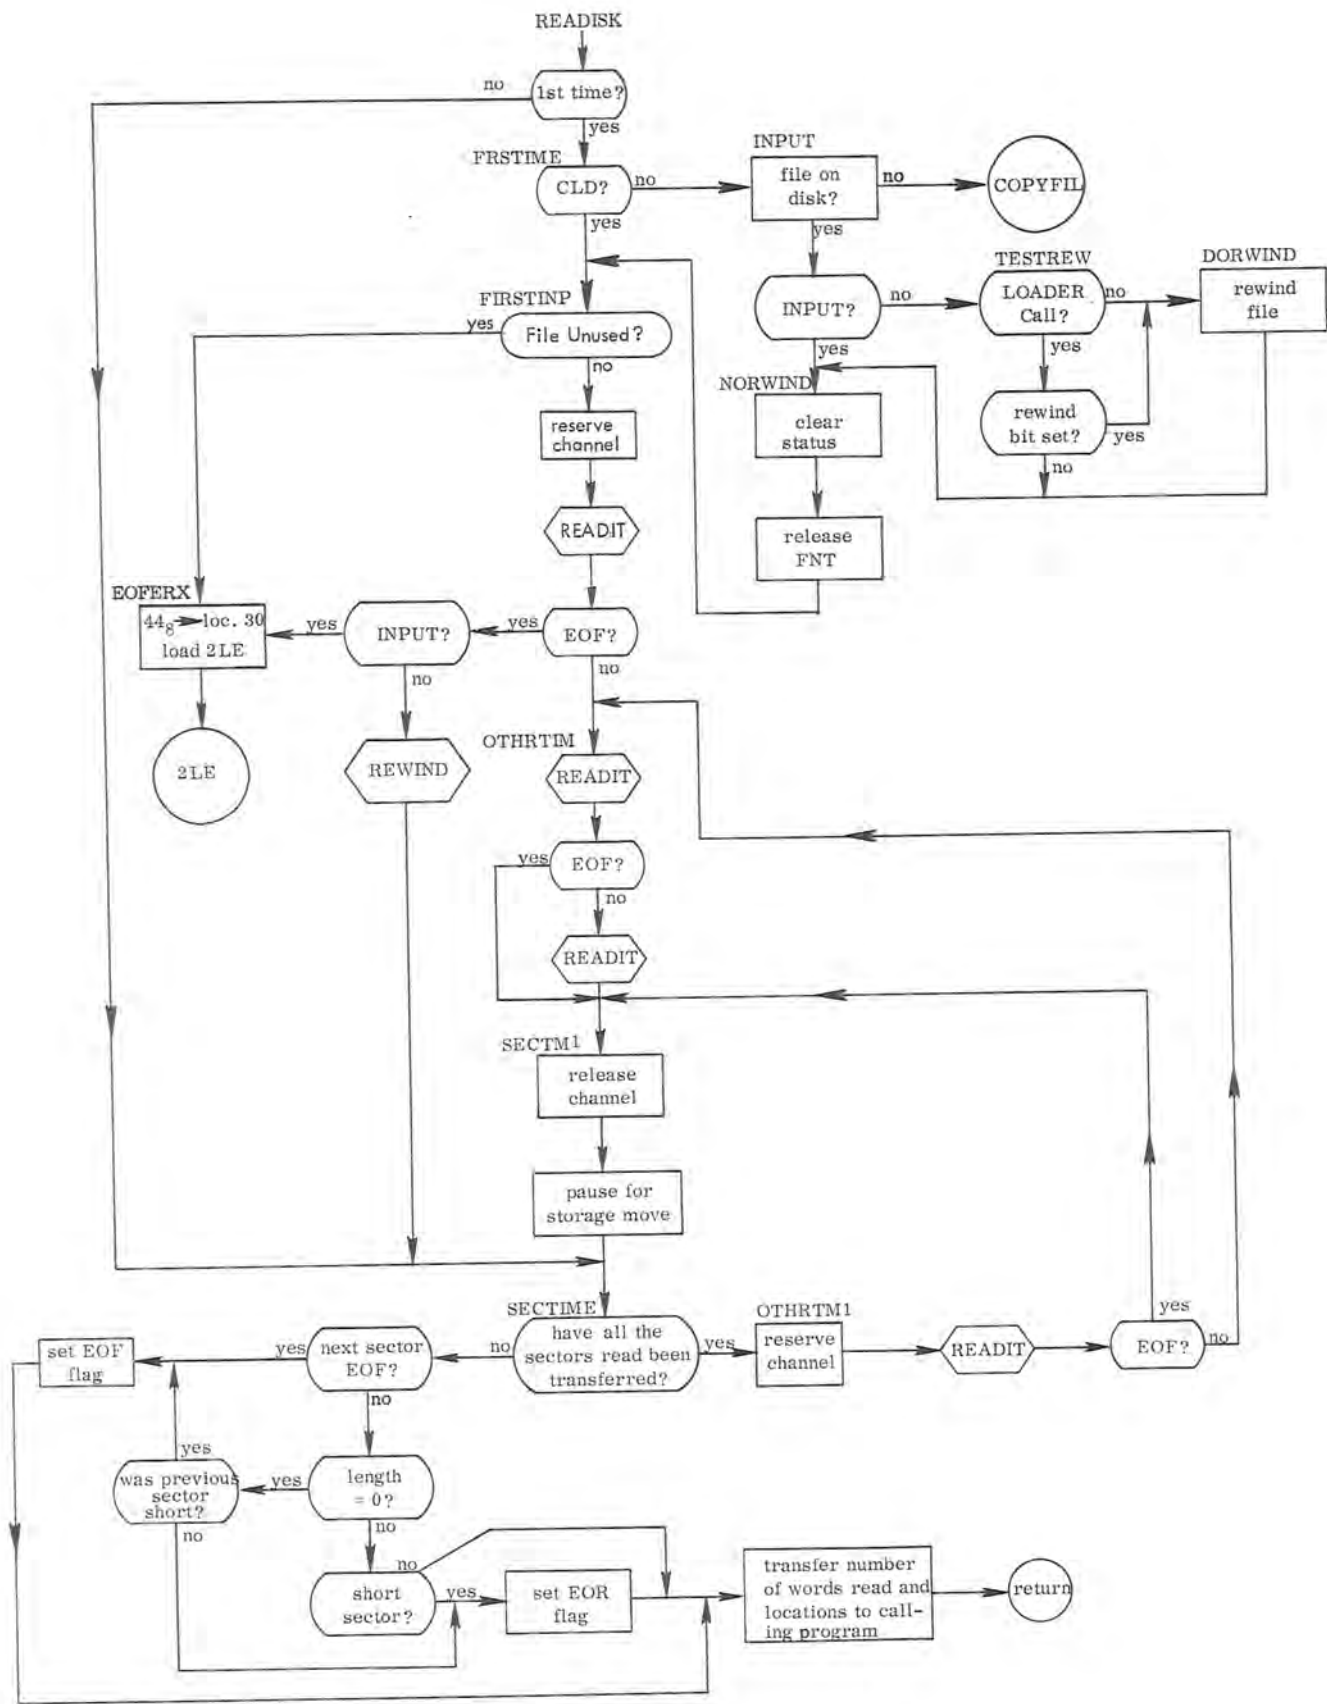 READISK
no
1st time?
yes
FRSTIME
CLD?
no
yes
INPUT
file on
disk?
no
COPYFIL
yes
FIRSTINP
yes
File Unused?
no
INPUT?
no
TESTREW
LOADER
Call?
no
DORWIND
rewind
file
yes
yes
NORWIND
clear
status
rewind
bit set?
yes
no
reserve
channel
READIT
release
FNT
EOFERX
44₈ → loc. 30
load 2LE
yes
INPUT?
yes
EOF?
no
no
2LE
REWIND
OTHRTIM
READIT
yes
EOF?
no
READIT
SECTM1
release
channel
pause for
storage move
SECTIME
have all the
sectors read been
transferred?
no
yes
OTHRTM1
reserve
channel
READIT
EOF?
yes
no
next sector
EOF?
yes
set EOF
flag
no
length
= 0?
yes
was previous
sector
short?
yes
no
no
no
short
sector?
yes
set EOR
flag
transfer number
of words read and
locations to call-
ing program
return